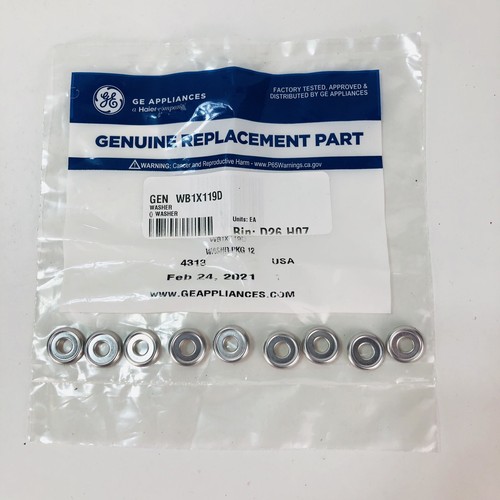 GE APPLIANCES
a Haier company
FACTORY TESTED, APPROVED &
DISTRIBUTED BY GE APPLIANCES
GENUINE REPLACEMENT PART
WARNING: Cancer and Reproductive Harm - www.P65Warnings.ca.gov
GEN WB1X119D
WASHER
() WASHER
Units: EA
Bin: D26 H07
4313 USA
Feb 24, 2021
WWW.GEAPPLIANCES.COM